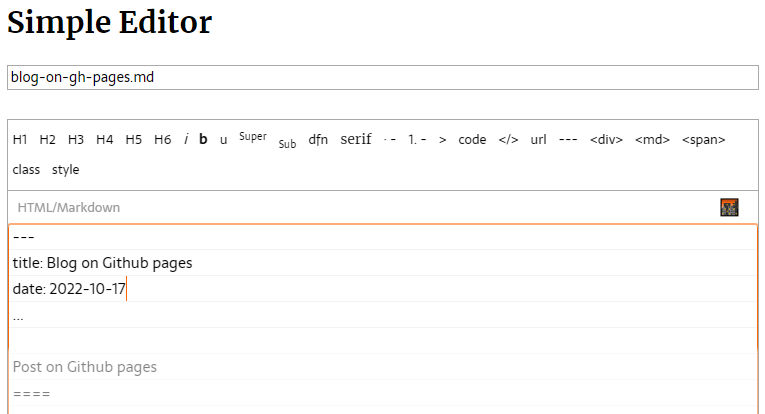 Simple Editor
blog-on-gh-pages.md
H1 H2 H3 H4 H5 H6 i b u Super Sub dfn serif ·- 1.- > code </> url --- <div> <md> <span>
class style
HTML/Markdown
---
title: Blog on Github pages
date: 2022-10-17
...
Post on Github pages
====